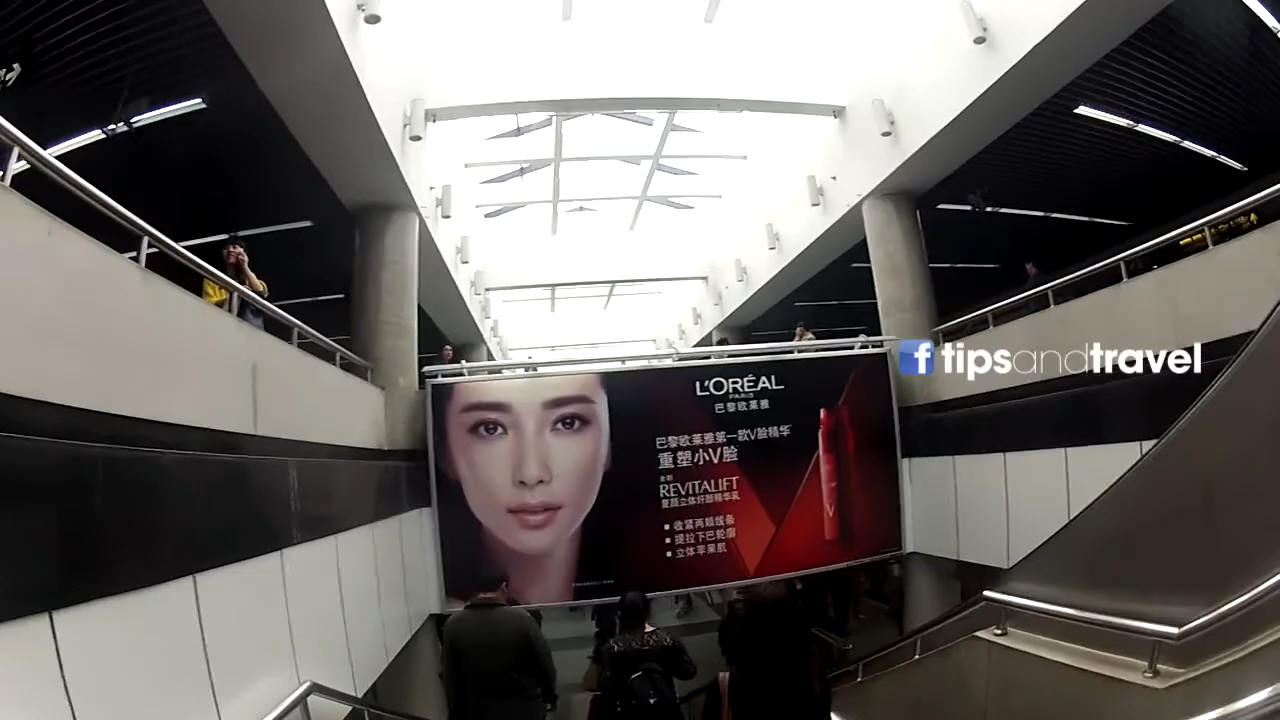 L'ORÉAL
PARIS
巴黎欧莱雅
巴黎欧莱雅第一款V脸精华
重塑小V脸
全新
REVITALIFT
复颜立体紧颜精华乳
收紧两颊线条
提拉下巴轮廓
立体苹果肌
V
f tipsandtravel